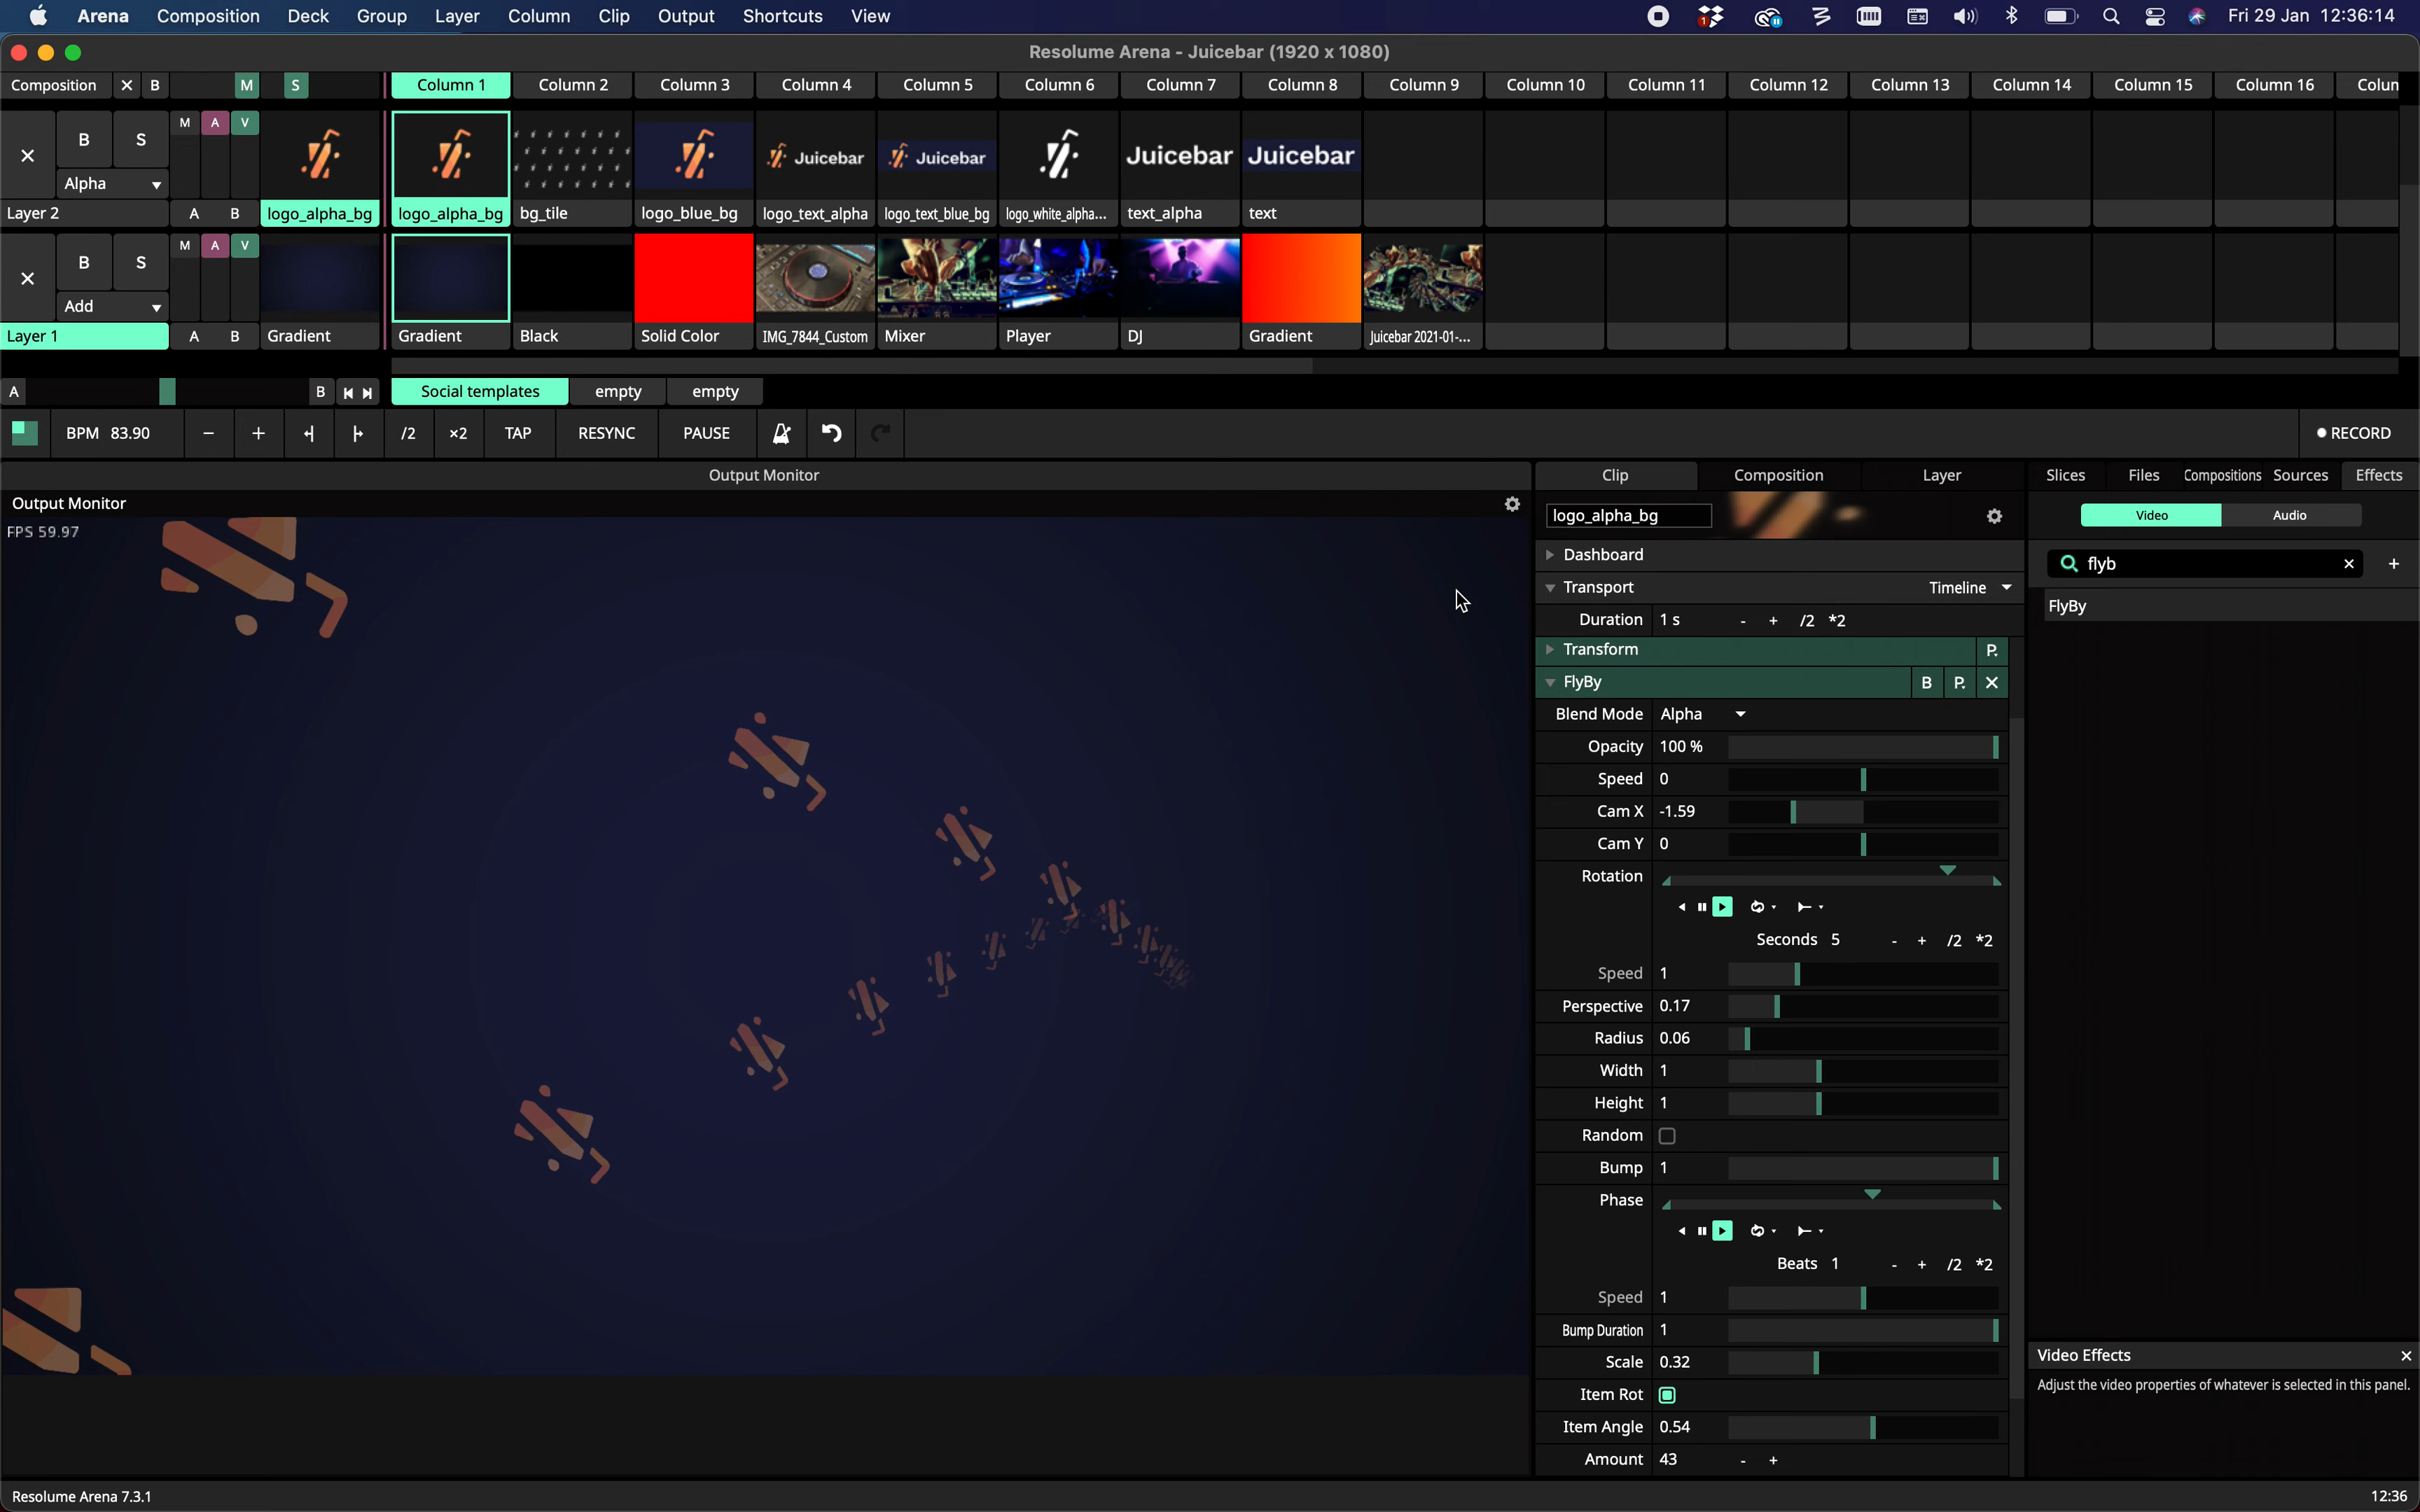 Arena Composition Deck Group Layer Column Clip Output Shortcuts View Fri 29 Jan 12:36:14
Resolume Arena - Juicebar (1920 x 1080)
Composition B M S Column 1 Column 2 Column 3 Column 4 Column 5 Column 6 Column 7 Column 8 Column 9 Column 10 Column 11 Column 12 Column 13 Column 14 Column 15 Column 16 Colun
M A V
B S
Juicebar Juicebar Juicebar Juicebar
Alpha
Layer 2 A B logo_alpha_bg logo_alpha_bg bg_tile logo_blue_bg logo_text_alpha logo_text_blue_bg logo_white_alpha... text_alpha text
M A V
B S
Add
Layer 1 A B Gradient Gradient Black Solid Color IMG_7844_Custom Mixer Player DJ Gradient Juicebar 2021-01-...
A B Social templates empty empty
BPM 83.90 - + /2 ×2 TAP RESYNC PAUSE RECORD
Output Monitor Clip Composition Layer Slices Files Compositions Sources Effects
Output Monitor
FPS 59.97
logo_alpha_bg Video Audio
Dashboard
flyb +
Transport Timeline
FlyBy
Duration 1 s - + /2 *2
Transform P.
FlyBy B P.
Blend Mode Alpha
Opacity 100 %
Speed 0
Cam X -1.59
Cam Y 0
Rotation
Seconds 5 - + /2 *2
Speed 1
Perspective 0.17
Radius 0.06
Width 1
Height 1
Random
Bump 1
Phase
Beats 1 - + /2 *2
Speed 1
Bump Duration 1
Scale 0.32
Item Rot
Item Angle 0.54
Amount 43 - +
Video Effects
Adjust the video properties of whatever is selected in this panel.
Resolume Arena 7.3.1 12:36